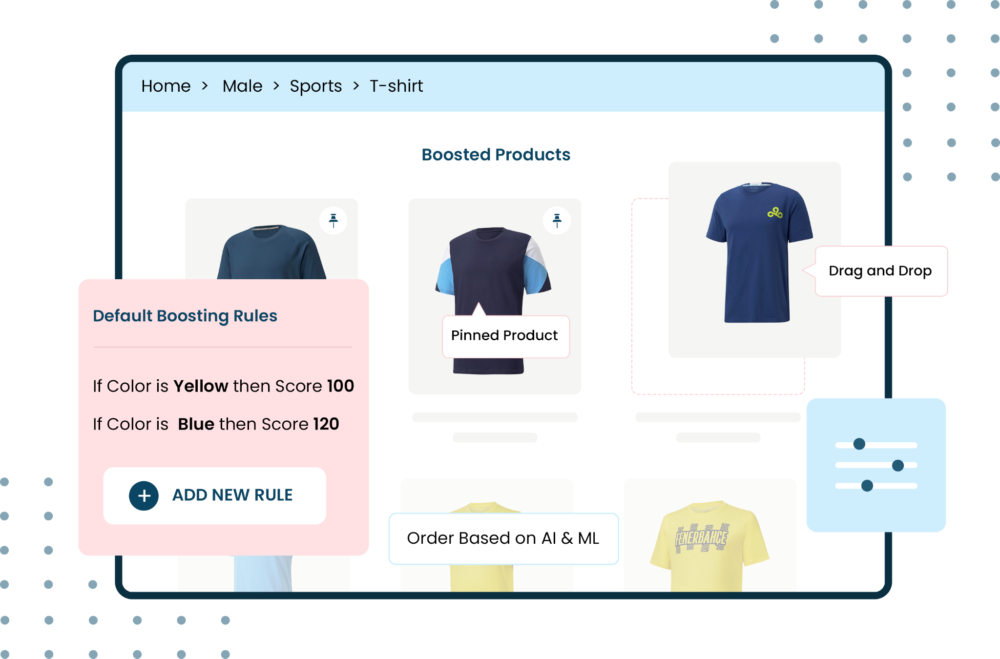 Home > Male > Sports > T-shirt
Boosted Products
Drag and Drop
Pinned Product
Default Boosting Rules
If Color is Yellow then Score 100
If Color is Blue then Score 120
+ ADD NEW RULE
Order Based on AI & ML
FENERBAHÇE